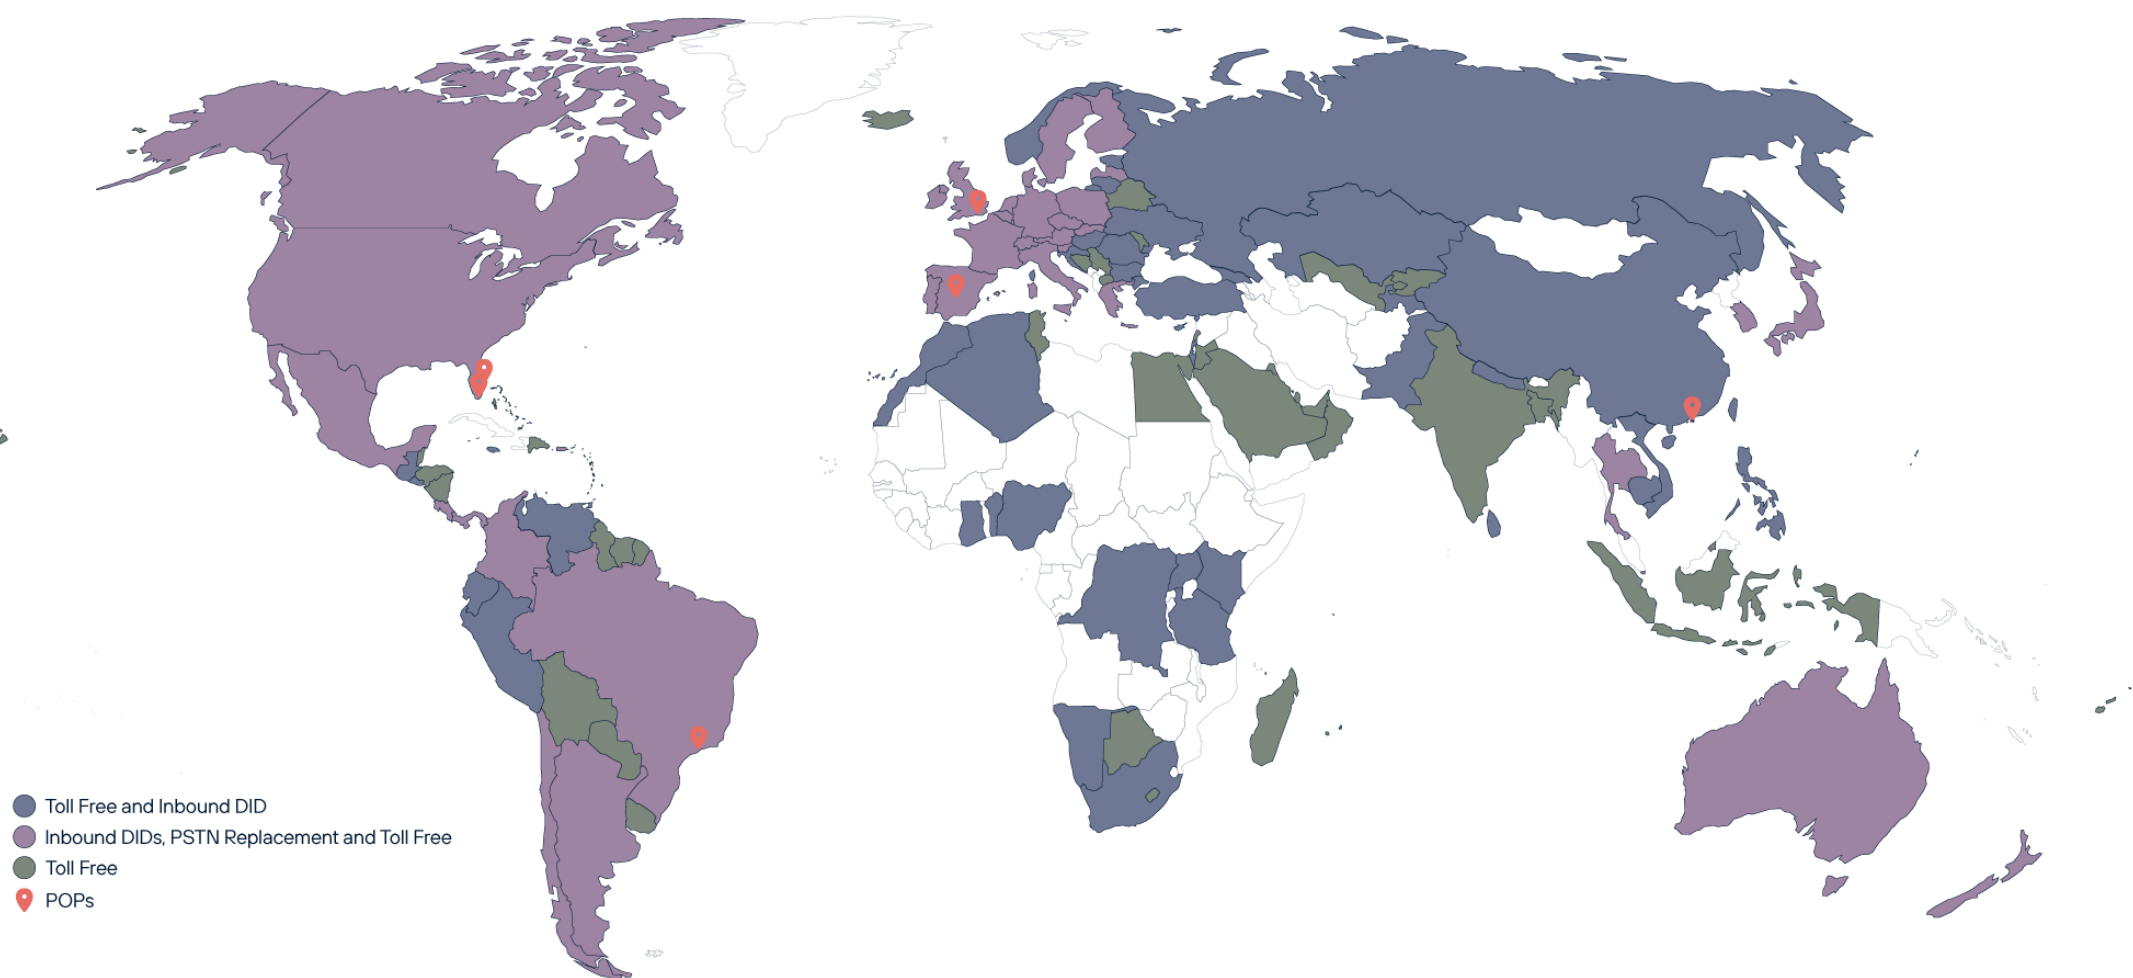 Toll Free and Inbound DID
Inbound DIDs, PSTN Replacement and Toll Free
Toll Free
POPs